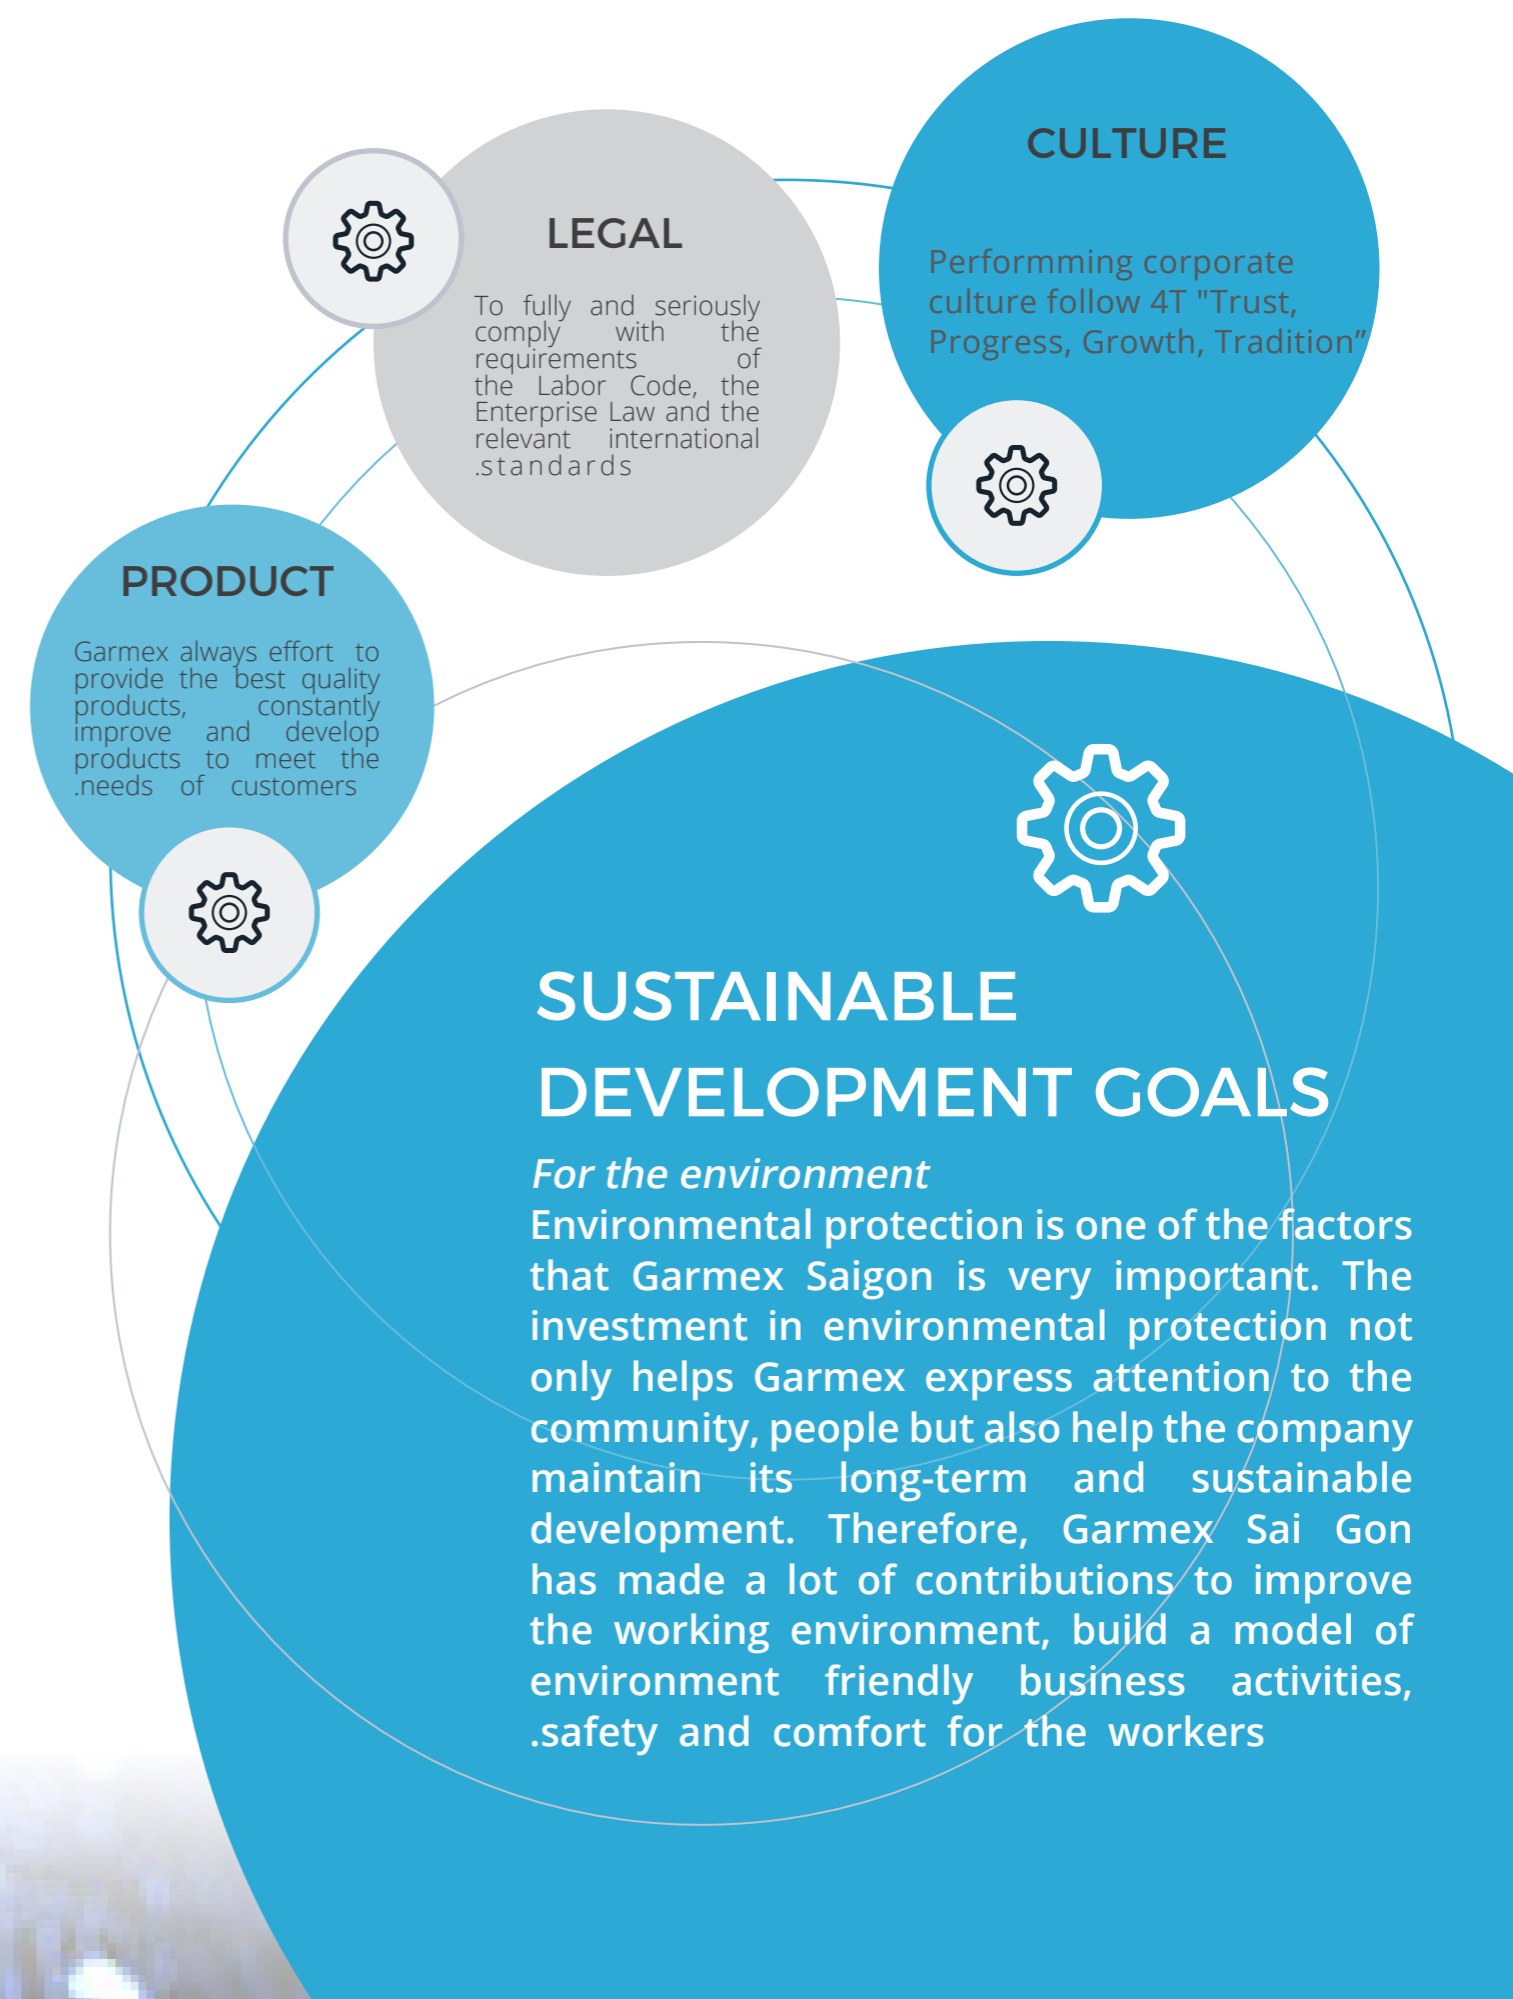 CULTURE
Performming corporate
culture follow 4T "Trust,
Progress, Growth, Tradition”
LEGAL
To fully and seriously
comply with the
requirements of
the Labor Code, the
Enterprise Law and the
relevant international
.standards
PRODUCT
Garmex always effort to
provide the best quality
products, constantly
improve and develop
products to meet the
.needs of customers
SUSTAINABLE
DEVELOPMENT GOALS
For the environment
Environmental protection is one of the factors
that Garmex Saigon is very important. The
investment in environmental protection not
only helps Garmex express attention to the
community, people but also help the company
maintain its long-term and sustainable
development. Therefore, Garmex Sai Gon
has made a lot of contributions to improve
the working environment, build a model of
environment friendly business activities,
.safety and comfort for the workers